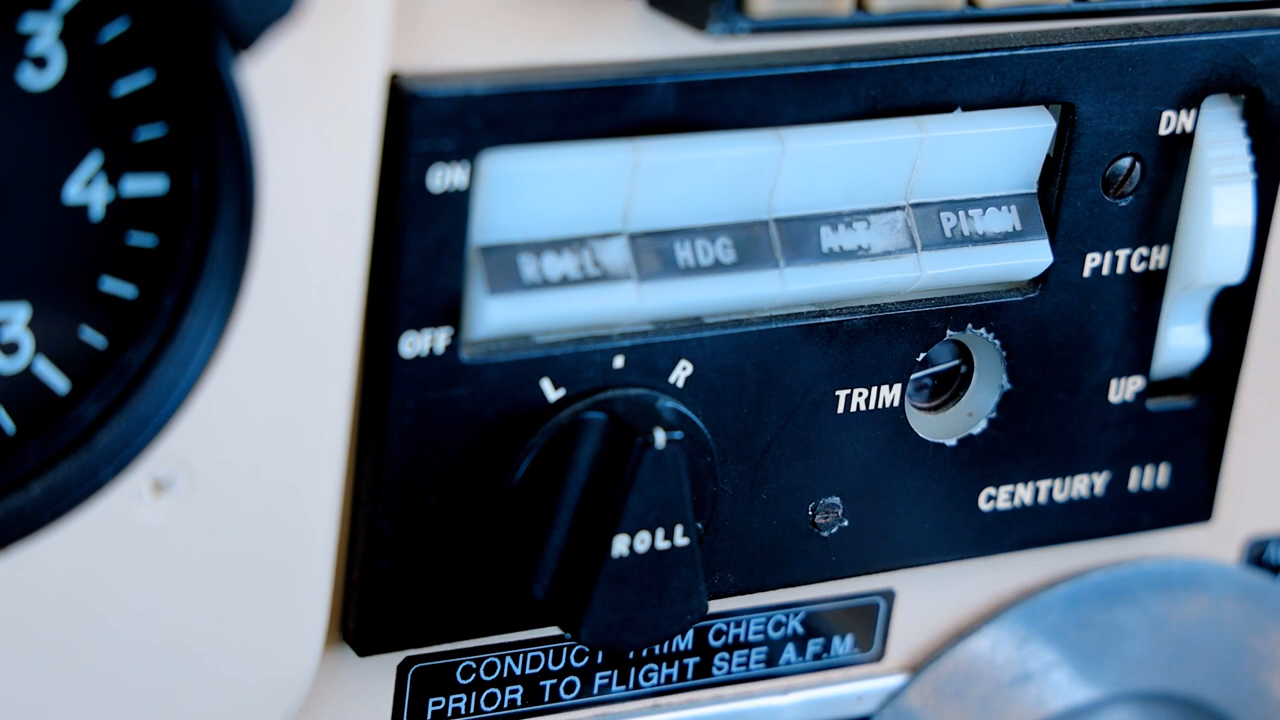 3
4
3
ON
ROLL HDG ALT PITCH
OFF
L · R
ROLL
DN
PITCH
UP
TRIM
CENTURY III
CONDUCT TRIM CHECK
PRIOR TO FLIGHT SEE A.F.M.